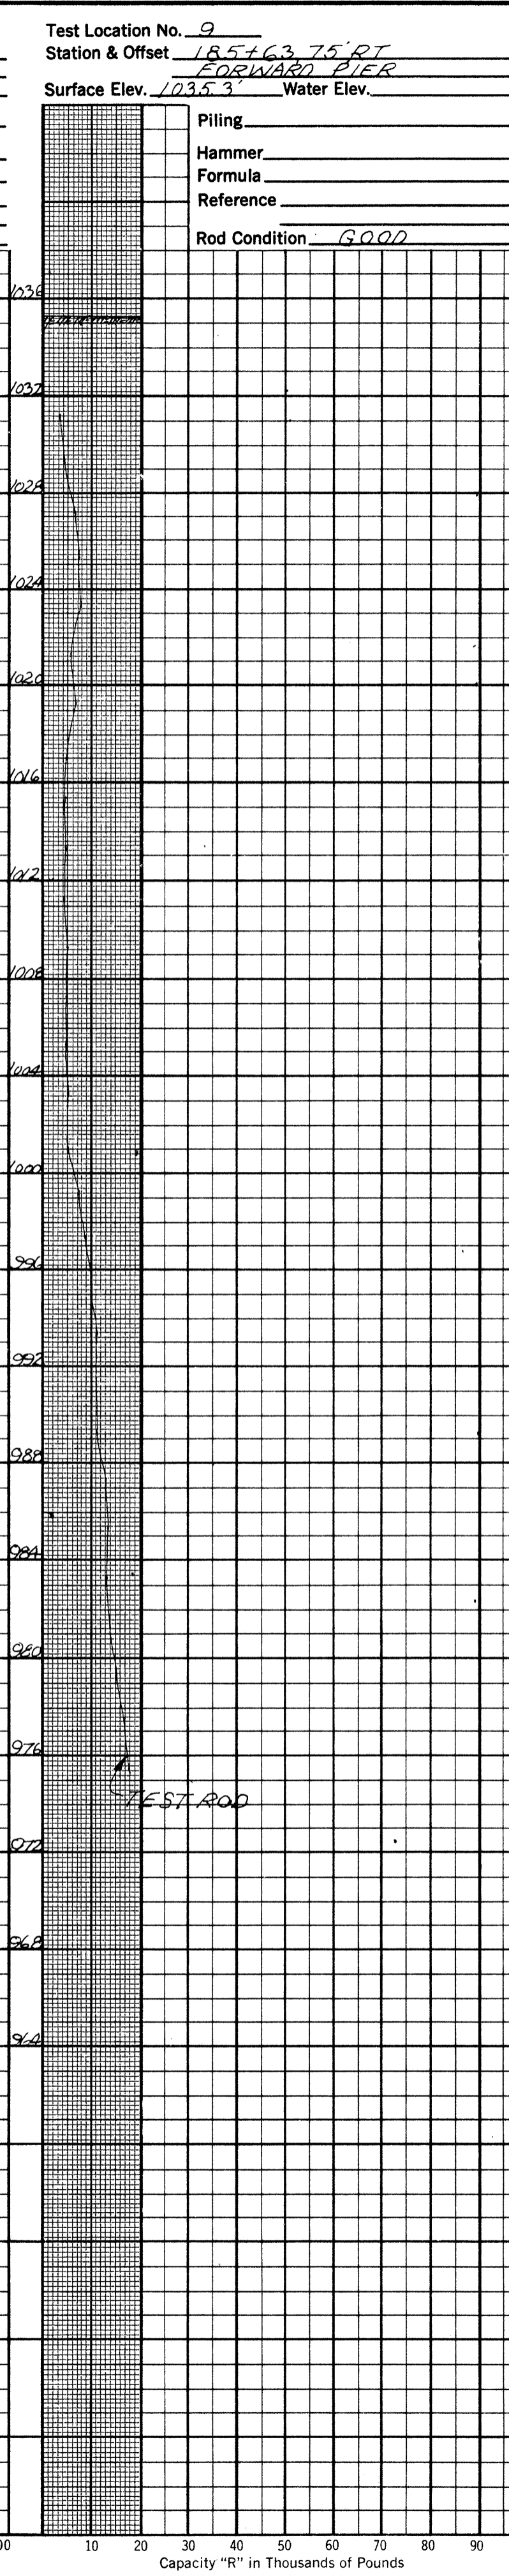 Test Location No. 9
Station & Offset 185+63, 75' RT
FORWARD PIER
Surface Elev. 1035.3' Water Elev.
Piling
Hammer
Formula
Reference
Rod Condition GOOD
1036
1032
1028
1024
1020
1016
1012
1008
1004
1000
996
992
988
984
980
976
TEST ROD
972
968
964
90 10 20 30 40 50 60 70 80 90
Capacity "R" in Thousands of Pounds